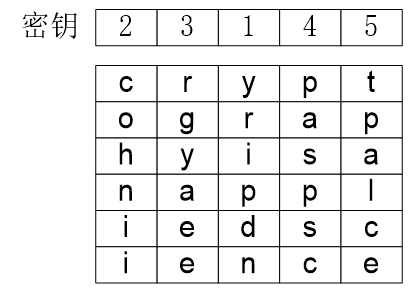 密钥 2 3 1 4 5
c r y p t
o g r a p
h y i s a
n a p p l
i e d s c
i e n c e